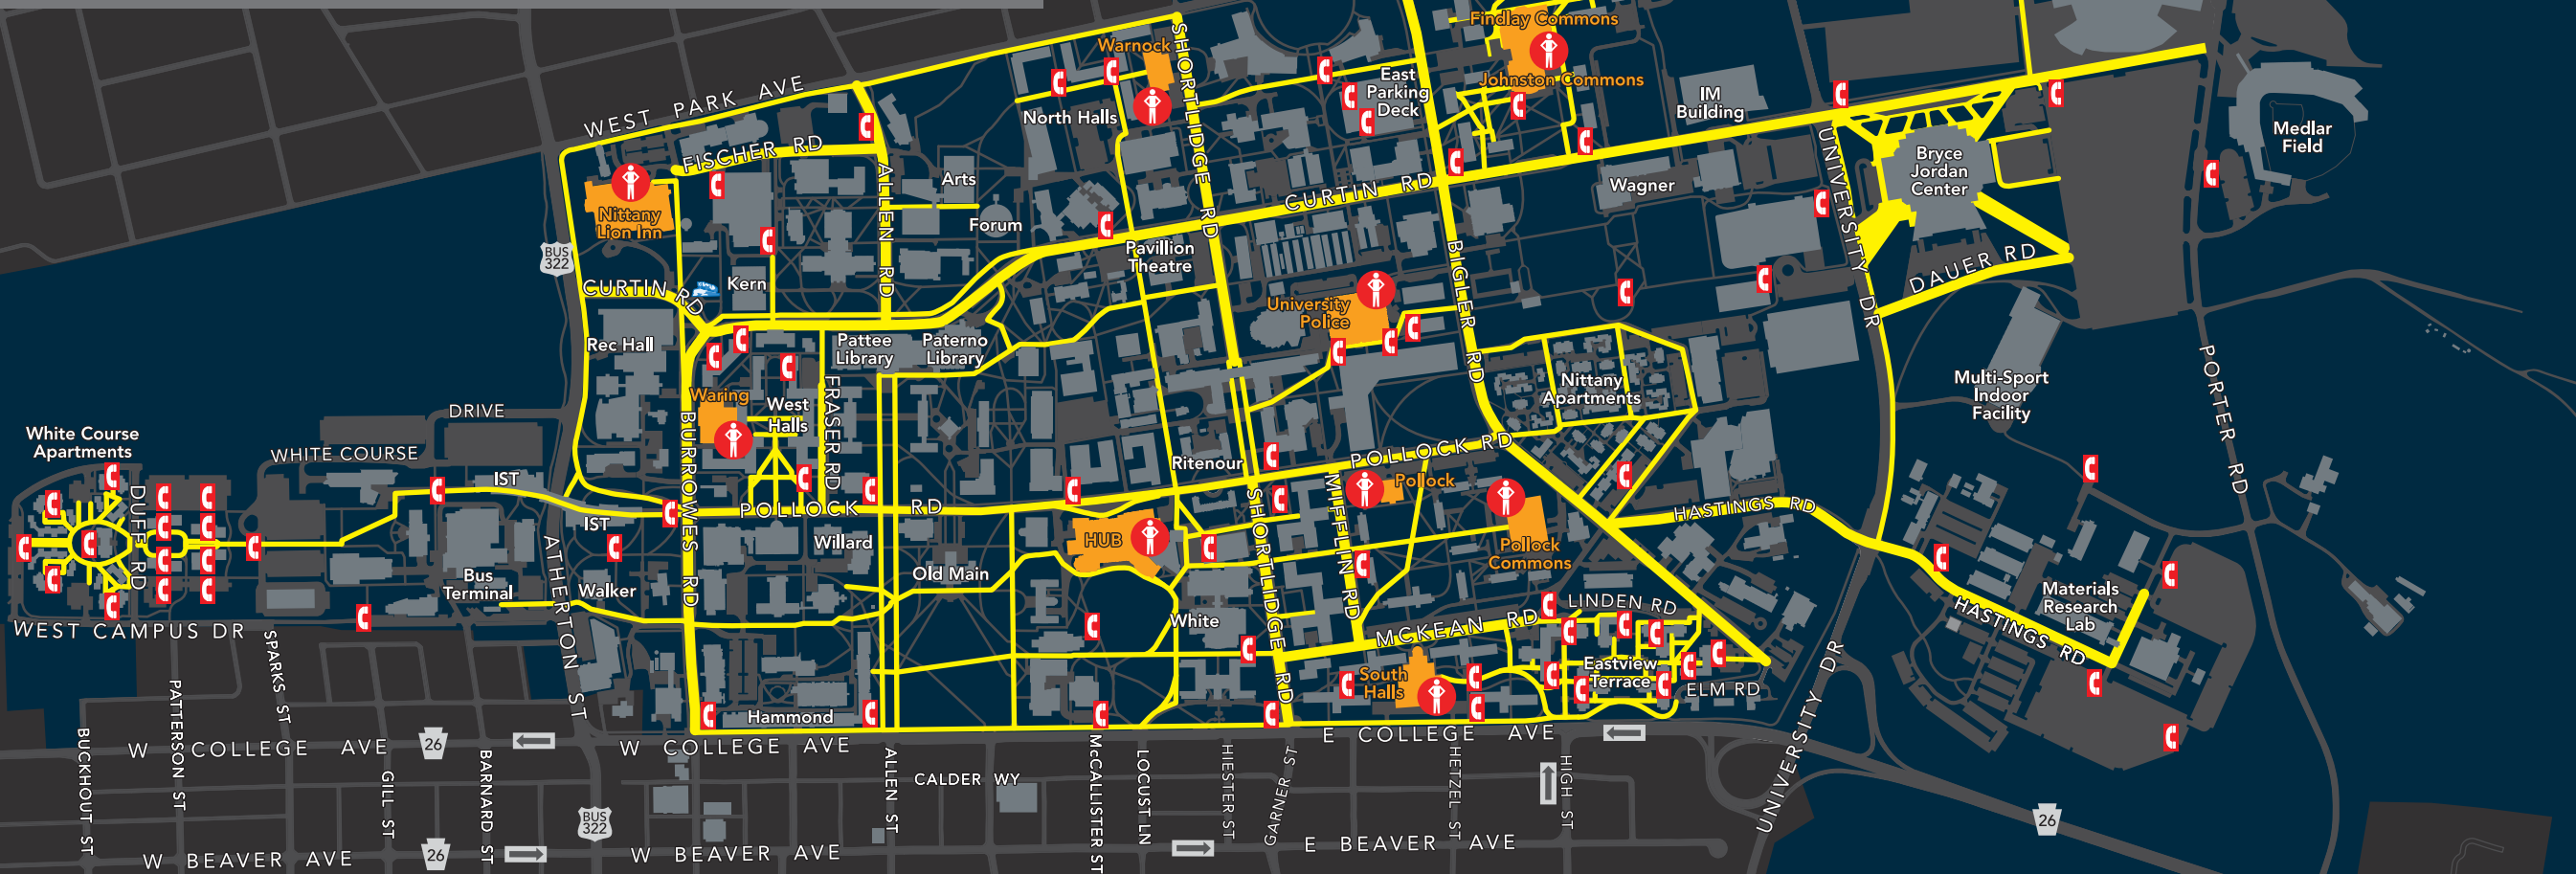 Findlay Commons
Warnock
SHORTLIDGE RD
Johnston Commons
East
Parking
Deck
WEST PARK AVE
IM
Building
North Halls
UNIVERSITY DR
Medlar
Field
FISCHER RD
Bryce
Jordan
Center
Arts
ALLEN RD
Wagner
CURTIN RD
Nittany
Lion Inn
Forum
Pavillion
Theatre
BIGLER RD
BUS
322
DAUER RD
CURTIN RD
Kern
University
Police
Rec Hall
Pattee
Library
Paterno
Library
PORTER RD
Nittany
Apartments
Multi-Sport
Indoor
Facility
Waring
West
Halls
FRASER RD
BURROWES RD
DRIVE
WHITE COURSE
White Course
Apartments
IST
Ritenour
POLLOCK RD
Pollock
DUFF RD
POLLOCK RD
SHORTLIDGE RD
MIFFLIN RD
HASTINGS RD
IST
ATHERTON ST
Willard
HUB
Pollock
Commons
Bus
Terminal
Walker
Old Main
Materials
Research
Lab
LINDEN RD
HASTINGS RD
WEST CAMPUS DR
SPARKS ST
White
MCKEAN RD
South
Halls
Eastview
Terrace
ELM RD
UNIVERSITY DR
PATTERSON ST
Hammond
BUCKHOUT ST
W COLLEGE AVE
26
BARNARD ST
GILL ST
W COLLEGE AVE
ALLEN ST
CALDER WY
McCALLISTER ST
LOCUST LN
HIESTER ST
GARNER ST
E COLLEGE AVE
HETZEL ST
HIGH ST
BUS
322
26
W BEAVER AVE
26
W BEAVER AVE
E BEAVER AVE